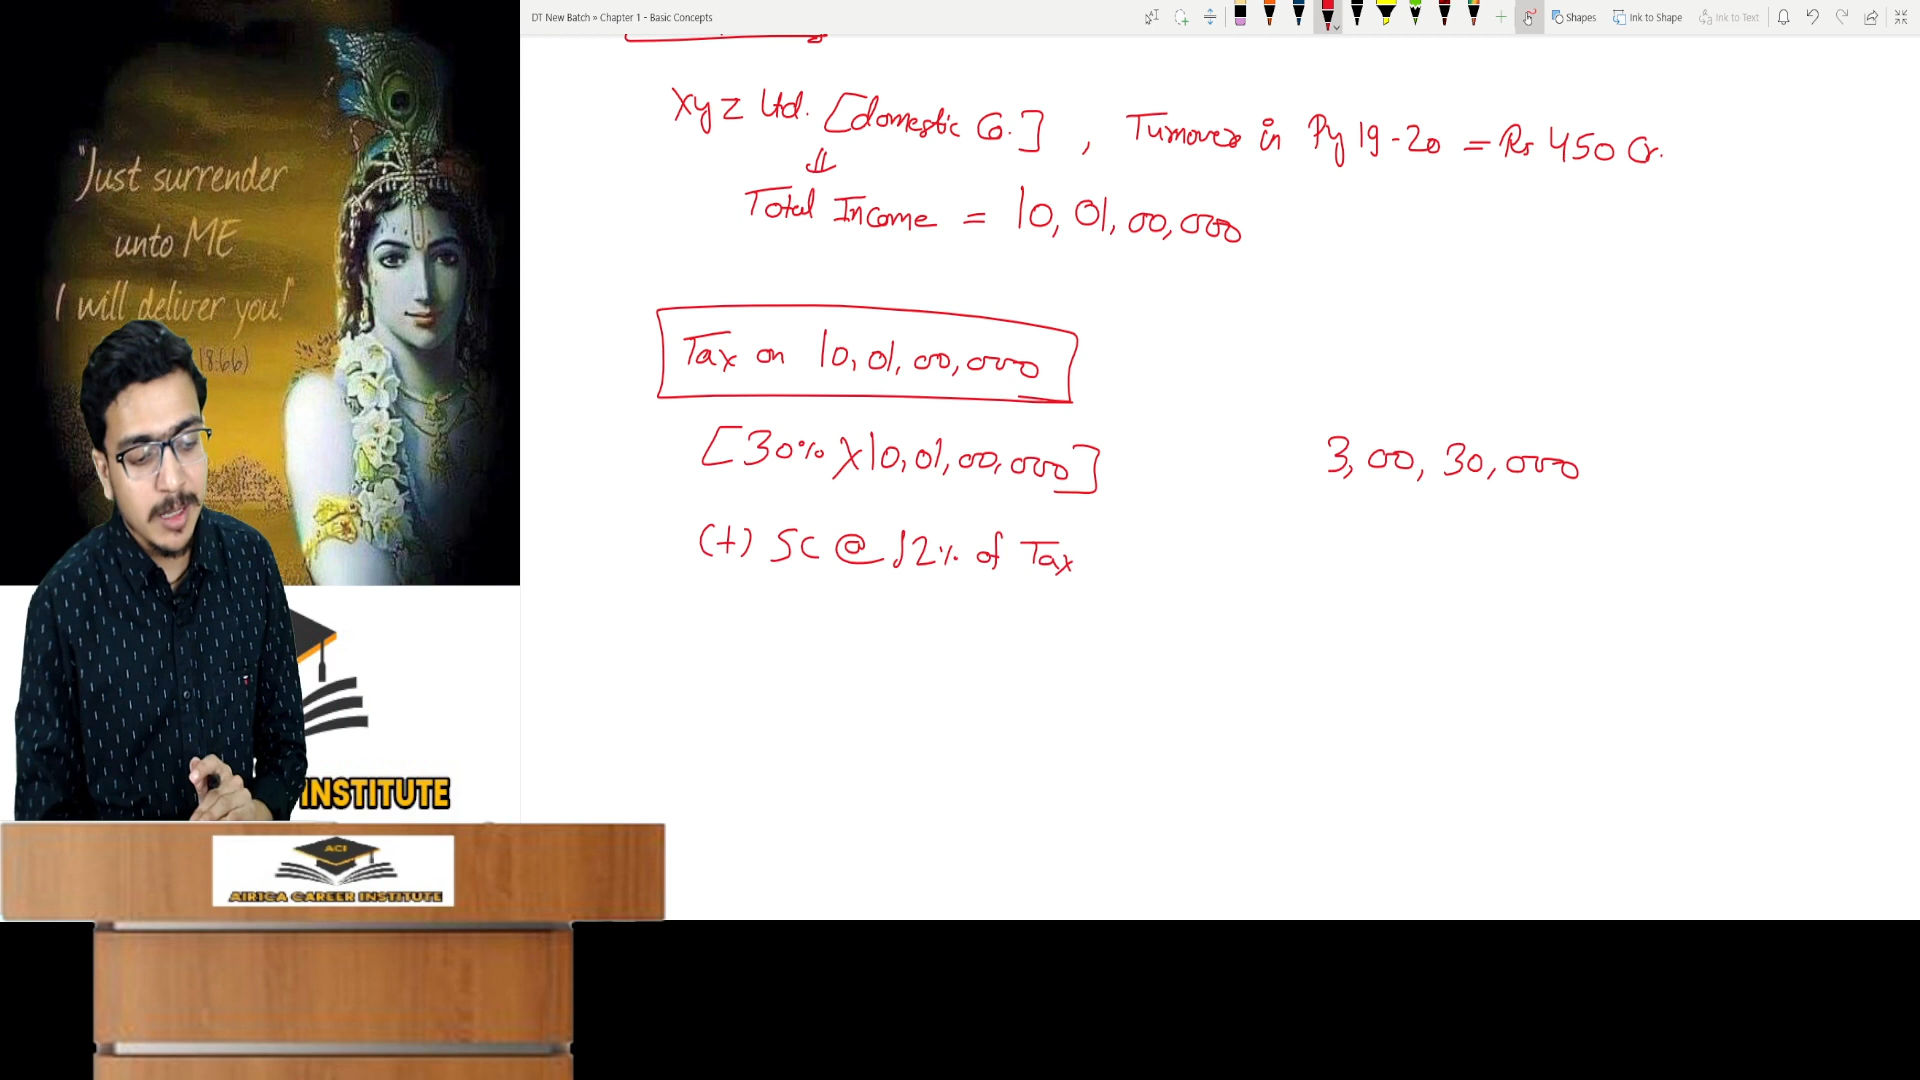 DT New Batch » Chapter 1 - Basic Concepts
Shapes
Ink to Shape
Ink to Text
XYZ Ltd. [domestic Co.] , Turnover in Py 19-20 = Rs 450 Cr.
⇓
Total Income = 10,01,00,000
Tax on 10,01,00,000
[30% X 10,01,00,000] 3,00,30,000
(+) SC @ 12% of Tax
"Just surrender
unto ME
I will deliver you!"
18:66)
INSTITUTE
ACI
AIRICA CAREER INSTITUTE